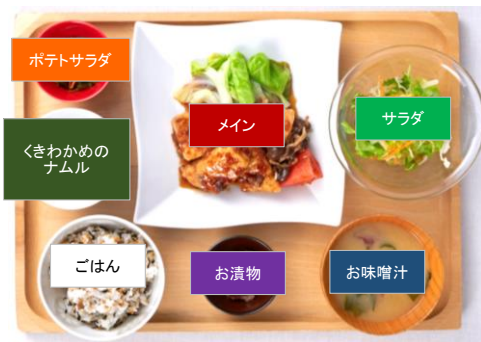 ポテトサラダ
メイン
サラダ
くきわかめの
ナムル
ごはん
お漬物
お味噌汁